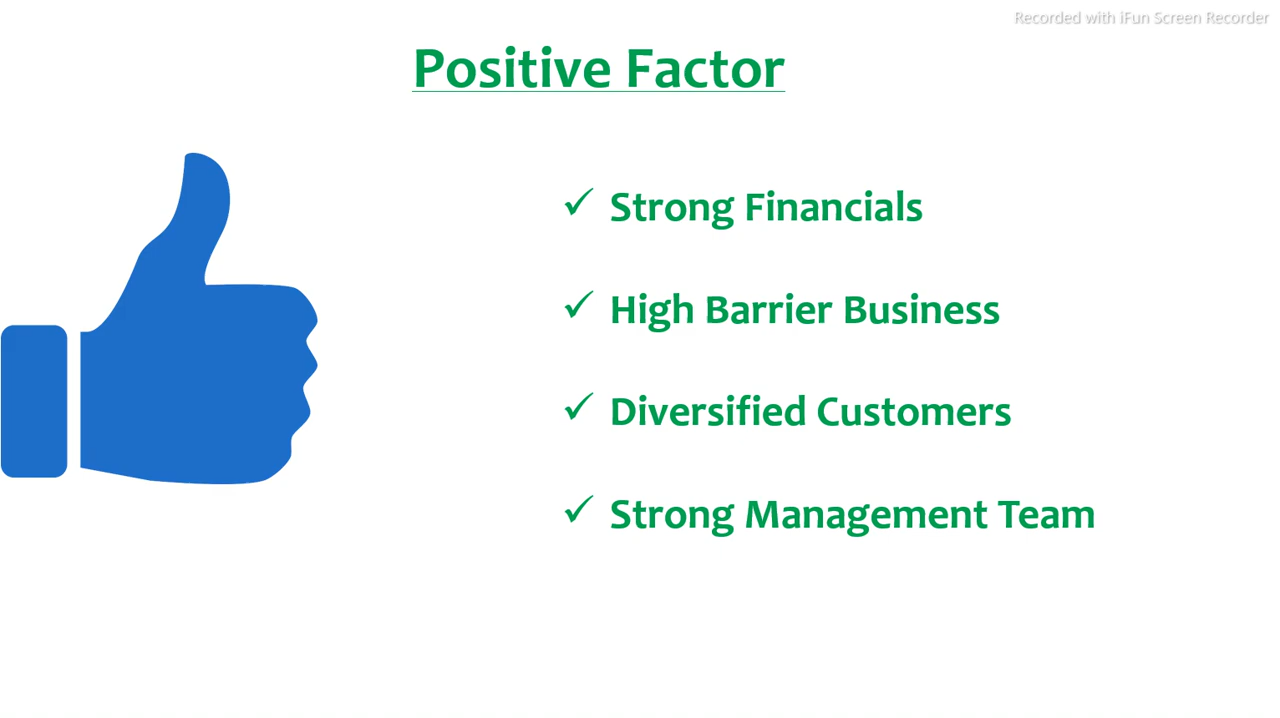 Recorded with iFun Screen Recorder
Positive Factor
✓ Strong Financials
✓ High Barrier Business
✓ Diversified Customers
✓ Strong Management Team